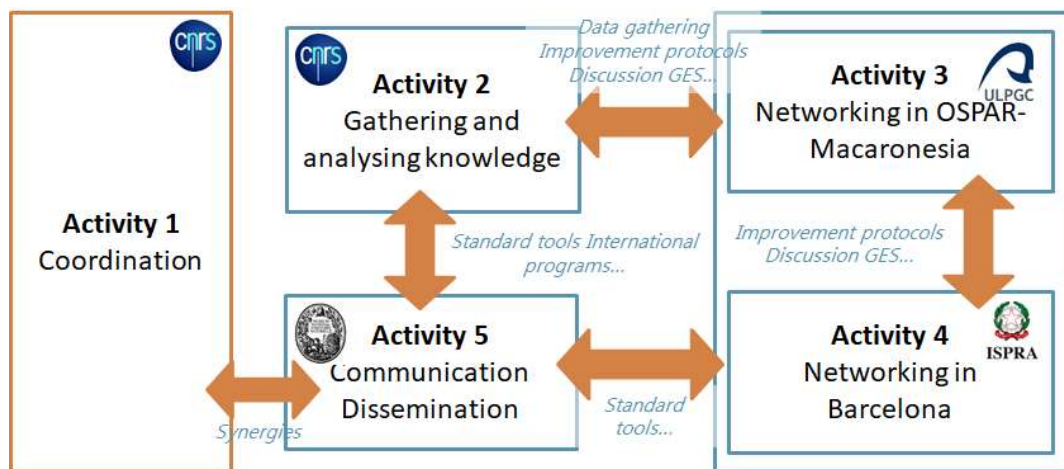 cnrs
Activity 1
Coordination
cnrs
Activity 2
Gathering and
analysing knowledge
Data gathering
Improvement protocols
Discussion GES...
Activity 3
ULPGC
Networking in OSPAR-
Macaronesia
Standard tools International
programs...
Improvement protocols
Discussion GES...
Activity 5
Communication
Dissemination
Synergies
Standard
tools...
Activity 4
ISPRA
Networking in
Barcelona